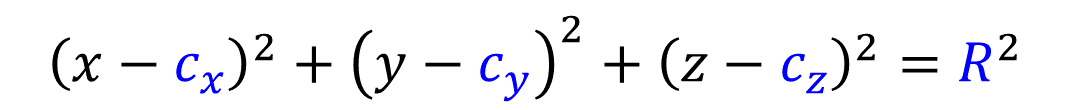 (x − c_x)² + (y − c_y)² + (z − c_z)² = R²